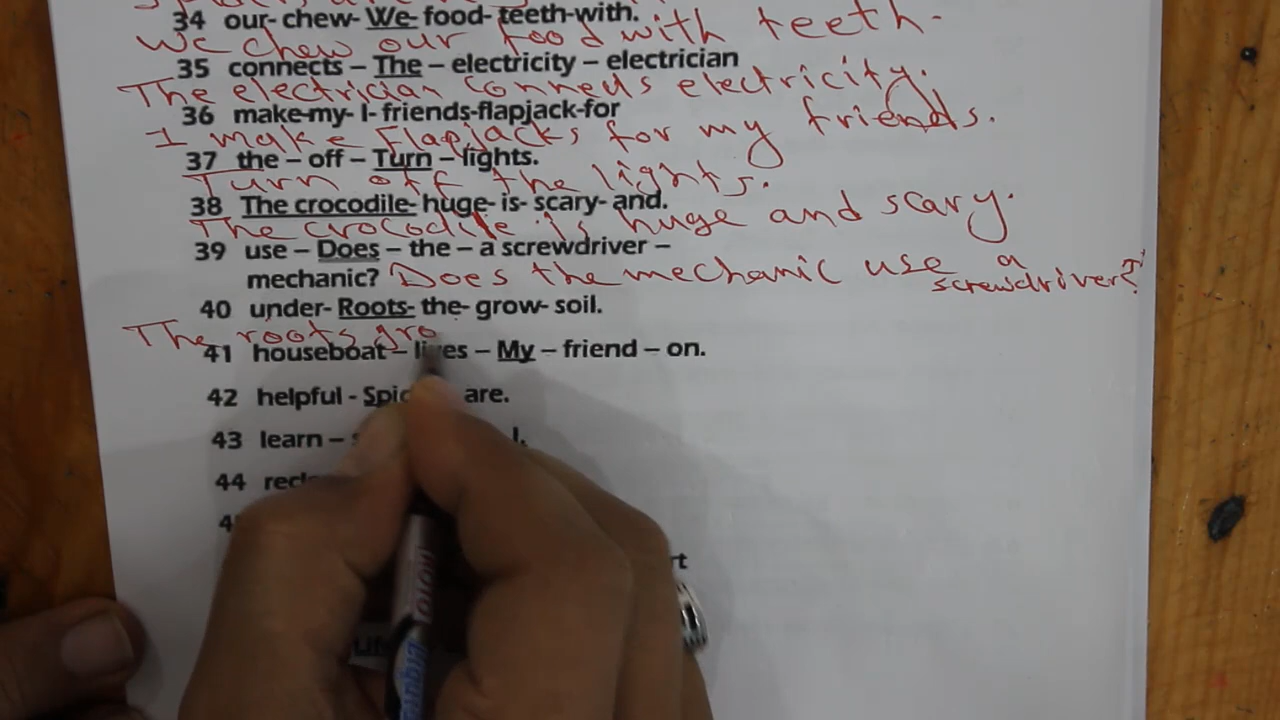 34 our- chew- We- food- teeth-with.
We chew our food with teeth.
35 connects – The – electricity – electrician
The electrician connects electricity.
36 make-my- I- friends-flapjack-for
I make Flapjacks for my friends.
37 the – off – Turn – lights.
Turn off the lights.
38 The crocodile- huge- is- scary- and.
The crocodile is huge and scary.
39 use – Does – the – a screwdriver –
mechanic? Does the mechanic use a
screwdriver?
40 under- Roots- the- grow- soil.
The roots gro
41 houseboat – lives – My – friend – on.
42 helpful - Spi are.
43 learn – I.
44